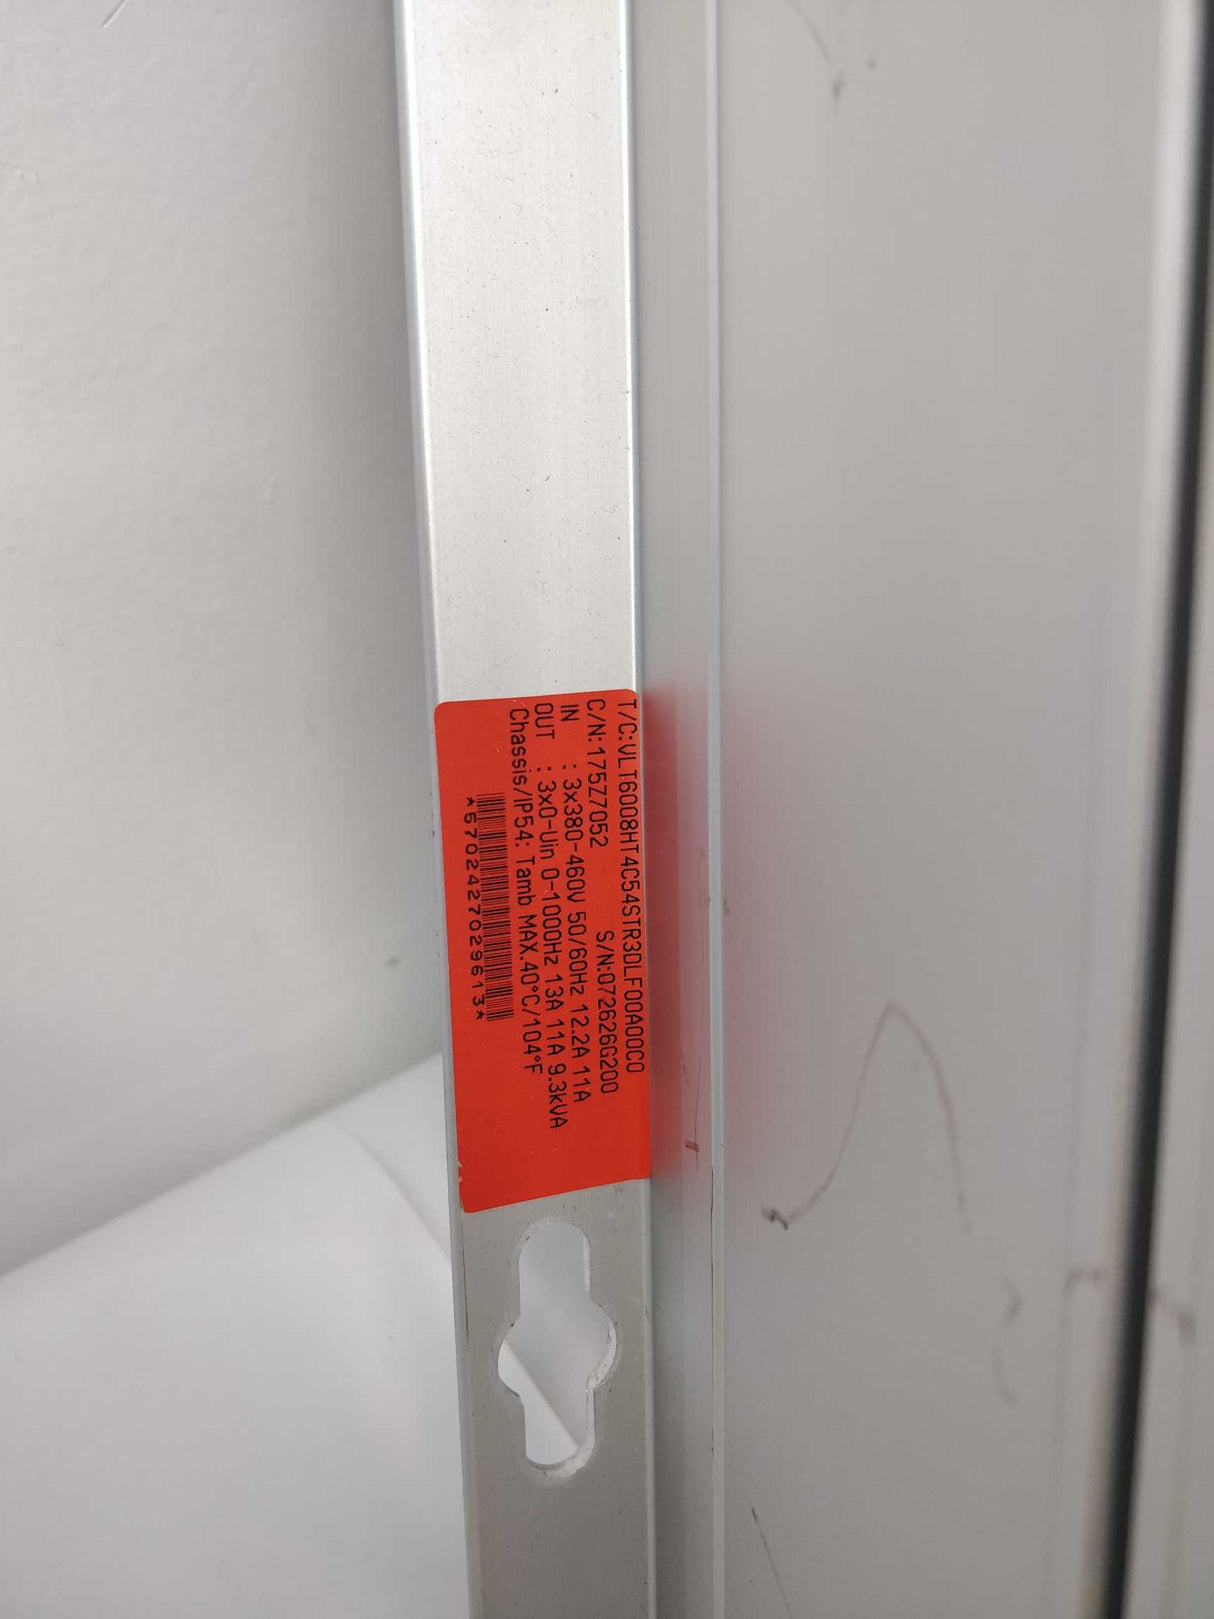 T/C:VLT6008HT4C54STR3DLF00A00C0
C/N:175Z7052 S/N:072626G200
IN : 3x380-460V 50/60Hz 12.2A 11A
OUT : 3x0-Uin 0-1000Hz 13A 11A 9.3kVA
Chassis/IP54: Tamb MAX.40°C/104°F
*5702427029613*